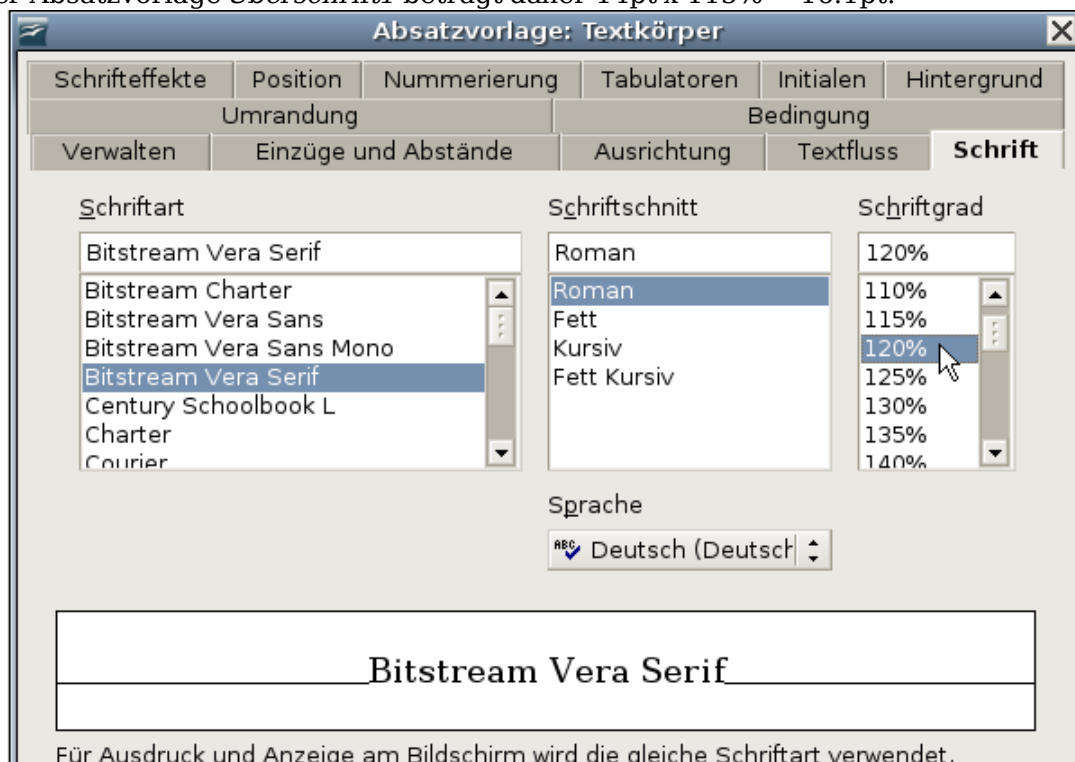 Absatzvorlage: Textkörper
Schrifteffekte Position Nummerierung Tabulatoren Initialen Hintergrund
Umrandung Bedingung
Verwalten Einzüge und Abstände Ausrichtung Textfluss Schrift
Schriftart Schriftschnitt Schriftgrad
Bitstream Vera Serif Roman 120%
Bitstream Charter Roman 110%
Bitstream Vera Sans Fett 115%
Bitstream Vera Sans Mono Kursiv 120%
Bitstream Vera Serif Fett Kursiv 125%
Century Schoolbook L 130%
Charter 135%
Courier 140%
Sprache
ABC Deutsch (Deutsch
Bitstream Vera Serif
Für Ausdruck und Anzeige am Bildschirm wird die gleiche Schriftart verwendet.